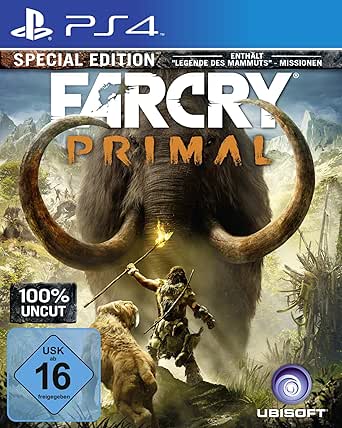 PS4
SPECIAL EDITION
ENTHÄLT
"LEGENDE DES MAMMUTS" - MISSIONEN
FARCRY®
PRIMAL
100%
UNCUT
USK
ab
16
freigegeben
UBISOFT